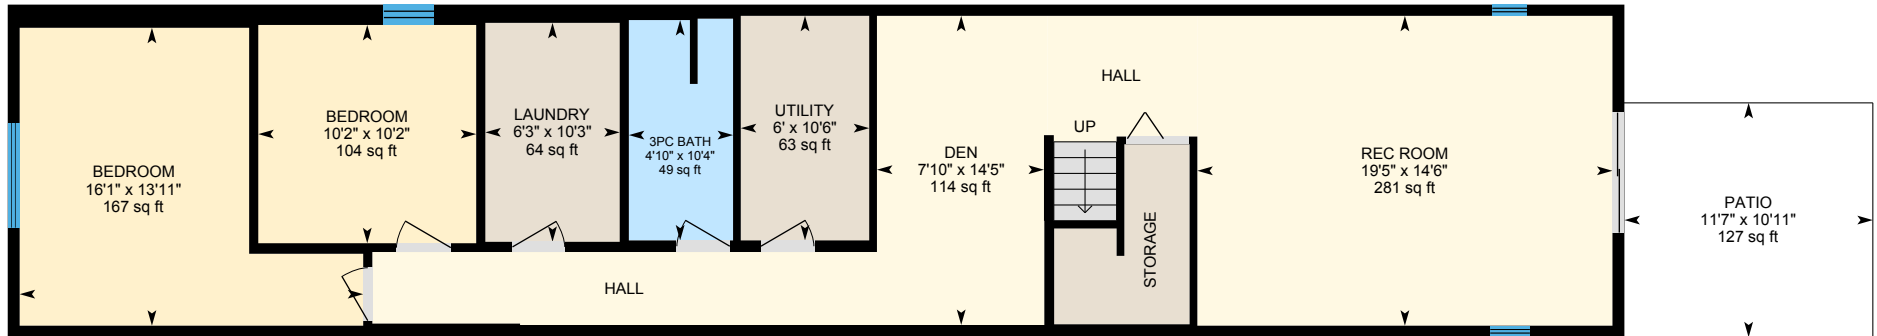 BEDROOM
16'1" x 13'11"
167 sq ft
BEDROOM
10'2" x 10'2"
104 sq ft
LAUNDRY
6'3" x 10'3"
64 sq ft
3PC BATH
4'10" x 10'4"
49 sq ft
UTILITY
6' x 10'6"
63 sq ft
HALL
DEN
7'10" x 14'5"
114 sq ft
HALL
UP
STORAGE
REC ROOM
19'5" x 14'6"
281 sq ft
PATIO
11'7" x 10'11"
127 sq ft